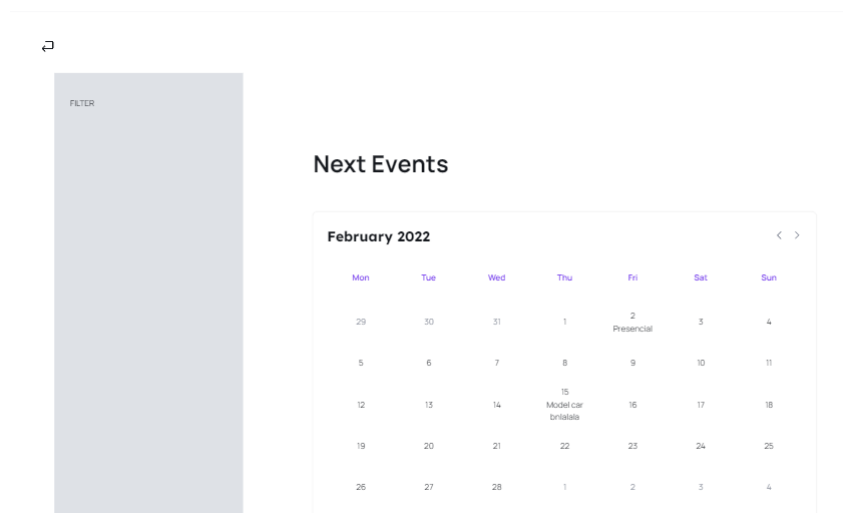 FILTER
Next Events
February 2022
Mon Tue Wed Thu Fri Sat Sun
29 30 31 1 2 3 4
Presencial
5 6 7 8 9 10 11
12 13 14 15 16 17 18
Model car
bnlalala
19 20 21 22 23 24 25
26 27 28 1 2 3 4